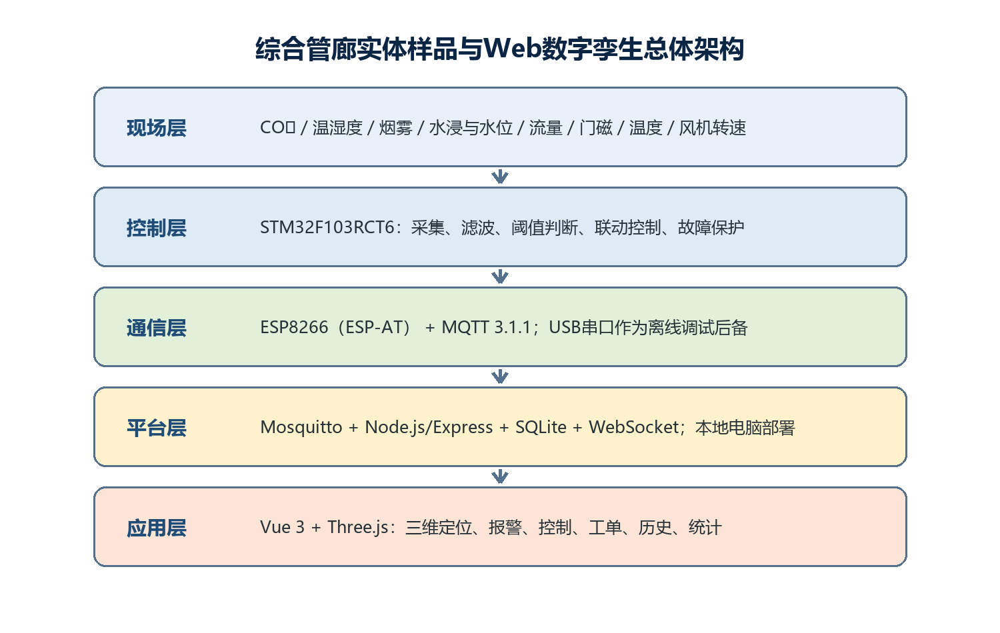 综合管廊实体样品与Web数字孪生总体架构
现场层
CO□ / 温湿度 / 烟雾 / 水浸与水位 / 流量 / 门磁 / 温度 / 风机转速
控制层
STM32F103RCT6：采集、滤波、阈值判断、联动控制、故障保护
通信层
ESP8266（ESP-AT） + MQTT 3.1.1；USB串口作为离线调试后备
平台层
Mosquitto + Node.js/Express + SQLite + WebSocket；本地电脑部署
应用层
Vue 3 + Three.js：三维定位、报警、控制、工单、历史、统计